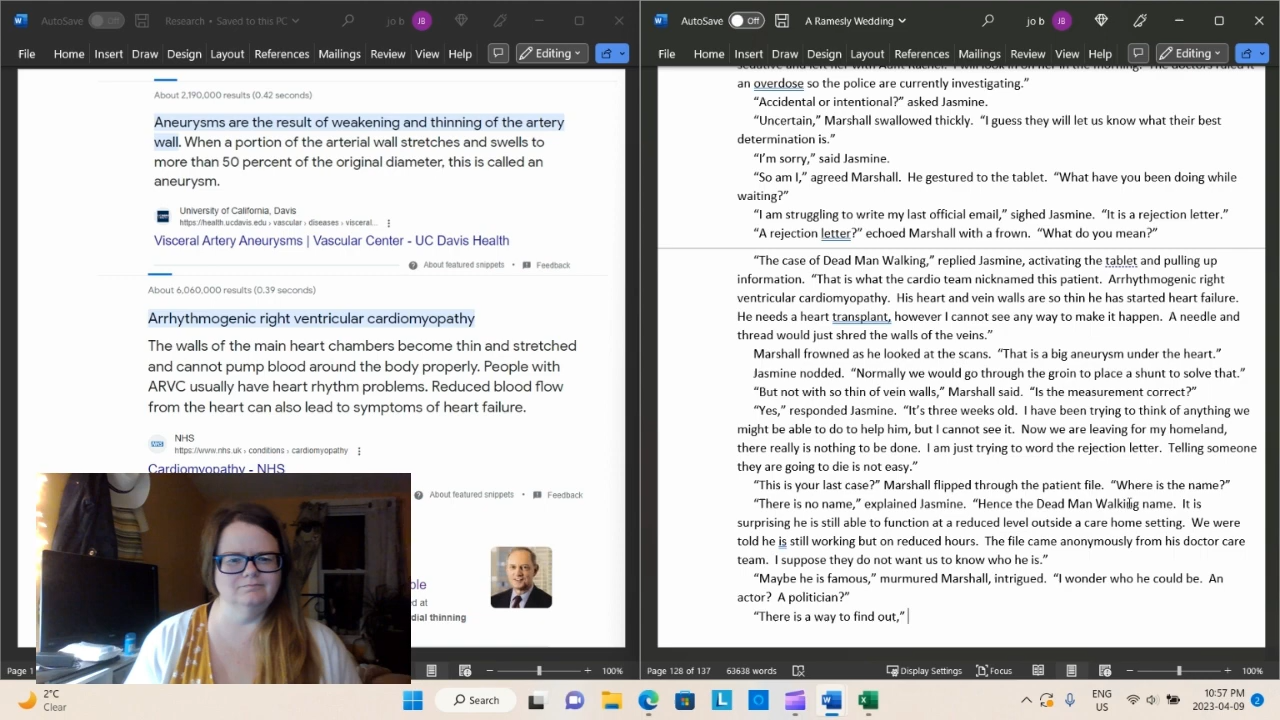 AutoSave Off Research • Saved to this PC jo b JB
File Home Insert Draw Design Layout References Mailings Review View Help Editing
About 2,190,000 results (0.42 seconds)
Aneurysms are the result of weakening and thinning of the artery
wall. When a portion of the arterial wall stretches and swells to
more than 50 percent of the original diameter, this is called an
aneurysm.
University of California, Davis
https://health.ucdavis.edu › vascular › diseases › visceral...
Visceral Artery Aneurysms | Vascular Center - UC Davis Health
About featured snippets • Feedback
About 6,060,000 results (0.39 seconds)
Arrhythmogenic right ventricular cardiomyopathy
The walls of the main heart chambers become thin and stretched
and cannot pump blood around the body properly. People with
ARVC usually have heart rhythm problems. Reduced blood flow
from the heart can also lead to symptoms of heart failure.
NHS
https://www.nhs.uk › conditions › cardiomyopathy
Cardiomyopathy - NHS
About featured snippets • Feedback
Page 1
100%
AutoSave Off A Ramesly Wedding jo b JB
File Home Insert Draw Design Layout References Mailings Review View Help Editing
an overdose so the police are currently investigating.”
“Accidental or intentional?” asked Jasmine.
“Uncertain,” Marshall swallowed thickly. “I guess they will let us know what their best
determination is.”
“I’m sorry,” said Jasmine.
“So am I,” agreed Marshall. He gestured to the tablet. “What have you been doing while
waiting?”
“I am struggling to write my last official email,” sighed Jasmine. “It is a rejection letter.”
“A rejection letter?” echoed Marshall with a frown. “What do you mean?”
“The case of Dead Man Walking,” replied Jasmine, activating the tablet and pulling up
information. “That is what the cardio team nicknamed this patient. Arrhythmogenic right
ventricular cardiomyopathy. His heart and vein walls are so thin he has started heart failure.
He needs a heart transplant, however I cannot see any way to make it happen. A needle and
thread would just shred the walls of the veins.”
Marshall frowned as he looked at the scans. “That is a big aneurysm under the heart.”
Jasmine nodded. “Normally we would go through the groin to place a shunt to solve that.”
“But not with so thin of vein walls,” Marshall said. “Is the measurement correct?”
“Yes,” responded Jasmine. “It’s three weeks old. I have been trying to think of anything we
might be able to do to help him, but I cannot see it. Now we are leaving for my homeland,
there really is nothing to be done. I am just trying to word the rejection letter. Telling someone
they are going to die is not easy.”
“This is your last case?” Marshall flipped through the patient file. “Where is the name?”
“There is no name,” explained Jasmine. “Hence the Dead Man Walking name. It is
surprising he is still able to function at a reduced level outside a care home setting. We were
told he is still working but on reduced hours. The file came anonymously from his doctor care
team. I suppose they do not want us to know who he is.”
“Maybe he is famous,” murmured Marshall, intrigued. “I wonder who he could be. An
actor? A politician?”
“There is a way to find out,”
Page 128 of 137 63638 words Display Settings Focus 100%
2°C
Clear
Search
ENG
US
10:57 PM
2023-04-09
2